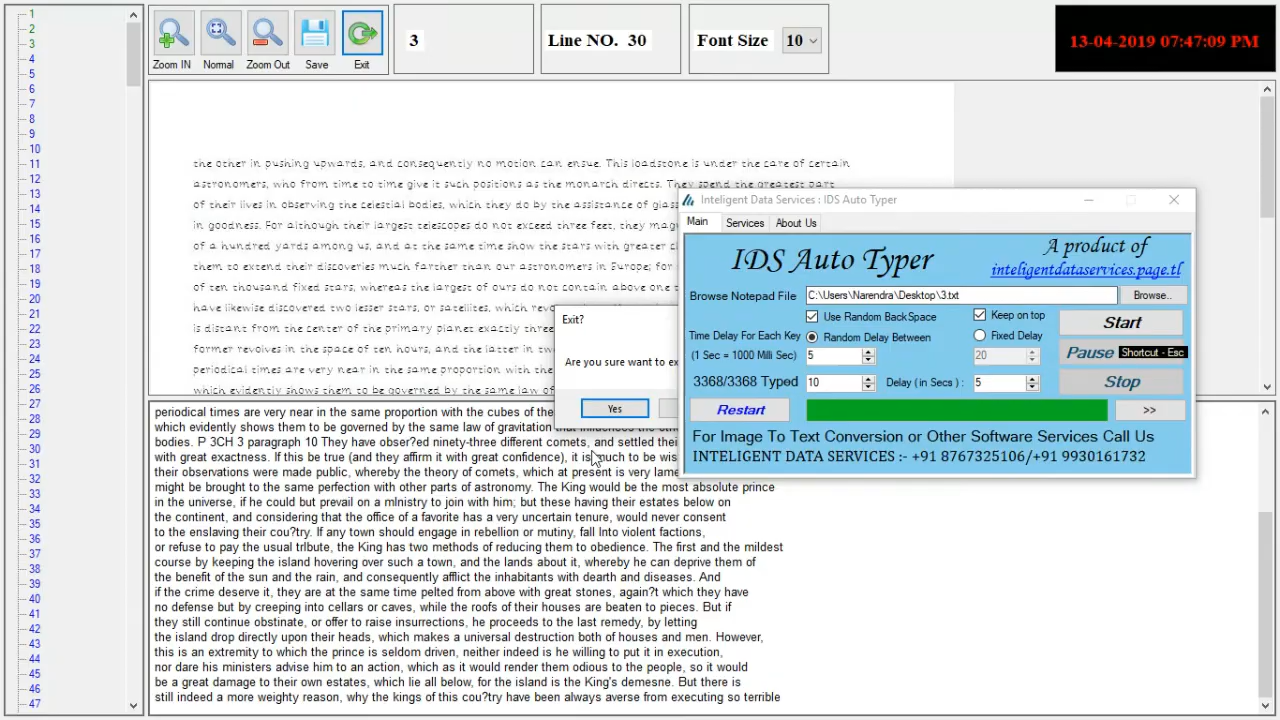 1
2
3
4
5
6
7
8
9
10
11
12
13
14
15
16
17
18
19
20
21
22
23
24
25
26
27
28
29
30
31
32
33
34
35
36
37
38
39
40
41
42
43
44
45
46
47
Zoom IN
Normal
Zoom Out
Save
Exit
3
Line NO. 30
Font Size 10
13-04-2019 07:47:09 PM
the other in pushing upwards, and consequently no motion can ensue. This loadstone is under the care of certain
astronomers, who from time to time give it such positions as the monarch directs. They spend the greatest part
of their lives in observing the celestial bodies, which they do by the assistance of
in goodness. For although their largest telescopes do not exceed three feet, they
of a hundred yards among us, and at the same time show the stars with greater
them to extend their discoveries much farther than our astronomers in Europe; for
of ten thousand fixed stars, whereas the largest of ours do not contain above one
have likewise discovered two lesser stars, or satellites, which
is distant from the center of the primary planet exactly three
former revolves in the space of ten hours, and the latter in
periodical times are very near in the same proportion with the
which evidently shows them to be governed by the same law of
Exit?
Are you sure want to
Yes
Inteligent Data Services : IDS Auto Typer
Main
Services
About Us
IDS Auto Typer
A product of
inteligentdataservices.page.tl
Browse Notepad File
C:\Users\Narendra\Desktop\3.txt
Browse..
Use Random BackSpace
Keep on top
Start
Time Delay For Each Key
Random Delay Between
Fixed Delay
Pause
Shortcut - Esc
(1 Sec = 1000 Milli Sec)
5
20
3368/3368 Typed
10
Delay (in Secs) :
5
Stop
Restart
>>
For Image To Text Conversion or Other Software Services Call Us
INTELIGENT DATA SERVICES :- +91 8767325106/+91 9930161732
periodical times are very near in the same proportion with the cubes of the
which evidently shows them to be governed by the same law of gravitation
bodies. P 3CH 3 paragraph 10 They have obser?ed ninety-three different comets, and settled their
with great exactness. If this be true (and they affirm it with great confidence), it is much to be
their observations were made public, whereby the theory of comets, which at present is very lame
might be brought to the same perfection with other parts of astronomy. The King would be the most absolute prince
in the universe, if he could but prevail on a mInistry to join with him; but these having their estates below on
the continent, and considering that the office of a favorite has a very uncertain tenure, would never consent
to the enslaving their cou?try. If any town should engage in rebellion or mutiny, fall Into violent factions,
or refuse to pay the usual trIbute, the King has two methods of reducing them to obedience. The first and the mildest
course by keeping the island hovering over such a town, and the lands about it, whereby he can deprive them of
the benefit of the sun and the rain, and consequently afflict the inhabitants with dearth and diseases. And
if the crime deserve it, they are at the same time pelted from above with great stones, again?t which they have
no defense but by creeping into cellars or caves, while the roofs of their houses are beaten to pieces. But if
they still continue obstinate, or offer to raise insurrections, he proceeds to the last remedy, by letting
the island drop directly upon their heads, which makes a universal destruction both of houses and men. However,
this is an extremity to which the prince is seldom driven, neither indeed is he willing to put it in execution,
nor dare his ministers advise him to an action, which as it would render them odious to the people, so it would
be a great damage to their own estates, which lie all below, for the island is the King's demesne. But there is
still indeed a more weighty reason, why the kings of this cou?try have been always averse from executing so terrible